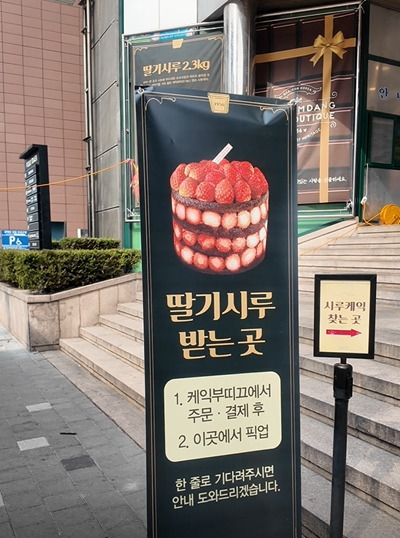 딸기시루 2.3kg
딸기시루
받는 곳
1. 케익부띠끄에서
주문 · 결제 후
2. 이곳에서 픽업
한 줄로 기다려주시면
안내 도와드리겠습니다.
시루케익
찾는 곳
OUTIQUE
안 내
P